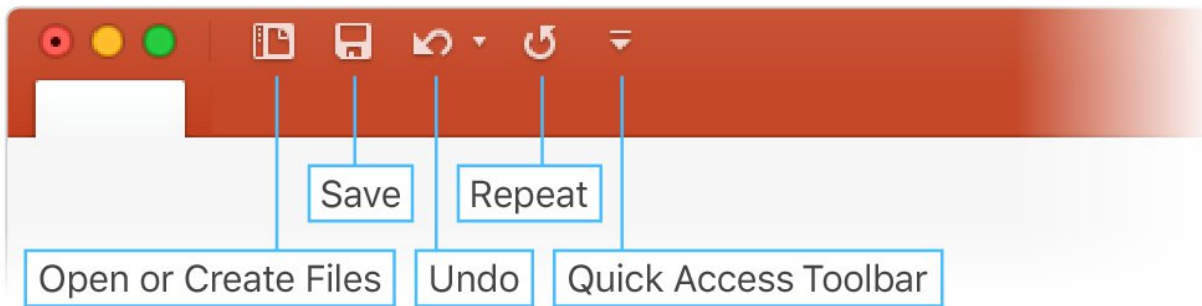 Save
Repeat
Open or Create Files
Undo
Quick Access Toolbar